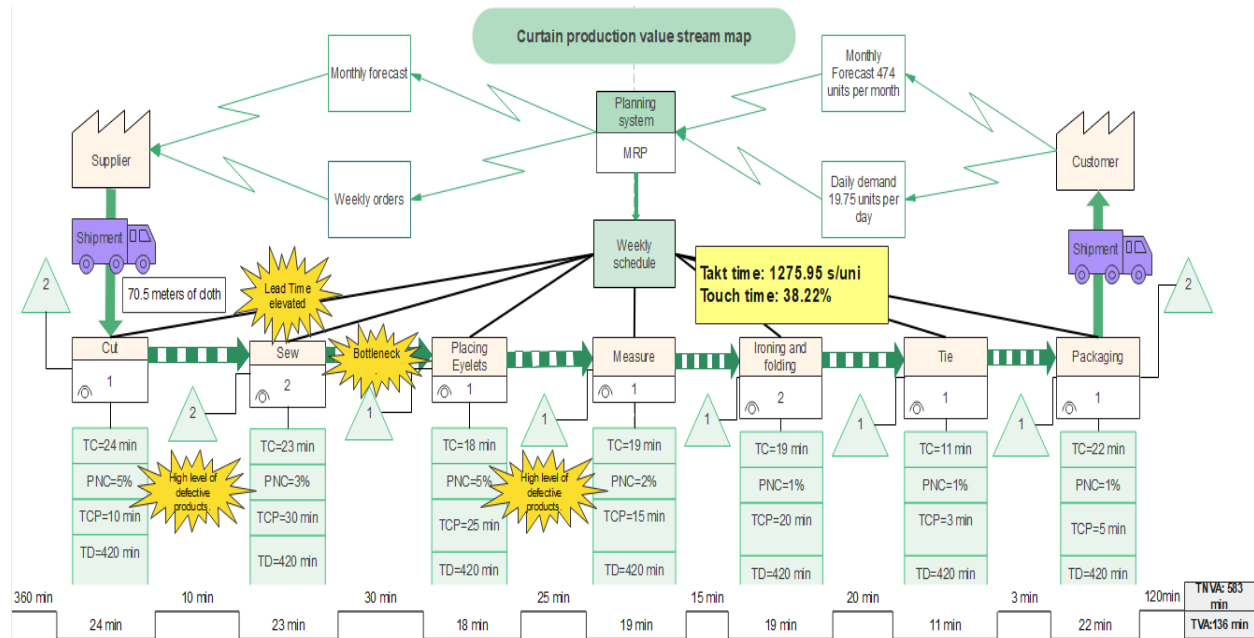 Curtain production value stream map
Monthly forecast
Weekly orders
Planning
system
MRP
Monthly
Forecast 474
units per month
Daily demand
19.75 units per
day
Supplier
Customer
Shipment
Shipment
Weekly
schedule
Takt time: 1275.95 s/uni
Touch time: 38.22%
70.5 meters of cloth
Lead Time
elevated
Bottleneck
2
2
1
1
1
1
1
2
Cut
1
Sew
2
Placing
Eyelets
1
Measure
1
Ironing and
folding
2
Tie
1
Packaging
1
TC=24 min
PNC=5%
TCP=10 min
TD=420 min
High level of
defective
products.
TC=23 min
PNC=3%
TCP=30 min
TD=420 min
TC=18 min
PNC=5%
TCP=25 min
TD=420 min
High level of
defective
products.
TC=19 min
PNC=2%
TCP=15 min
TD=420 min
TC=19 min
PNC=1%
TCP=20 min
TD=420 min
TC=11 min
PNC=1%
TCP=3 min
TD=420 min
TC=22 min
PNC=1%
TCP=5 min
TD=420 min
360 min
10 min
30 min
25 min
15 min
20 min
3 min
120min
TNVA: 583
min
24 min
23 min
18 min
19 min
19 min
11 min
22 min
TVA:136 min